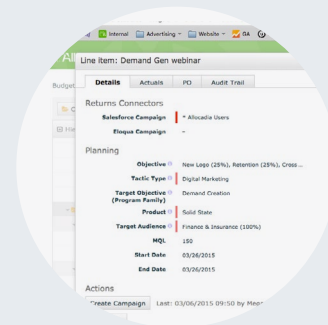 Internal Advertising Website GA
Line item: Demand Gen webinar
Budget
Details Actuals PO Audit Trail
Returns Connectors
Salesforce Campaign * Allocadia Users
Eloqua Campaign -
Planning
Objective New Logo (25%), Retention (25%), Cross ...
Tactic Type Digital Marketing
Target Objective Demand Creation
(Program Family)
Product Solid State
Target Audience Finance & Insurance (100%)
MQL 150
Start Date 03/26/2015
End Date 03/26/2015
Actions
Create Campaign Last: 03/06/2015 09:50 by